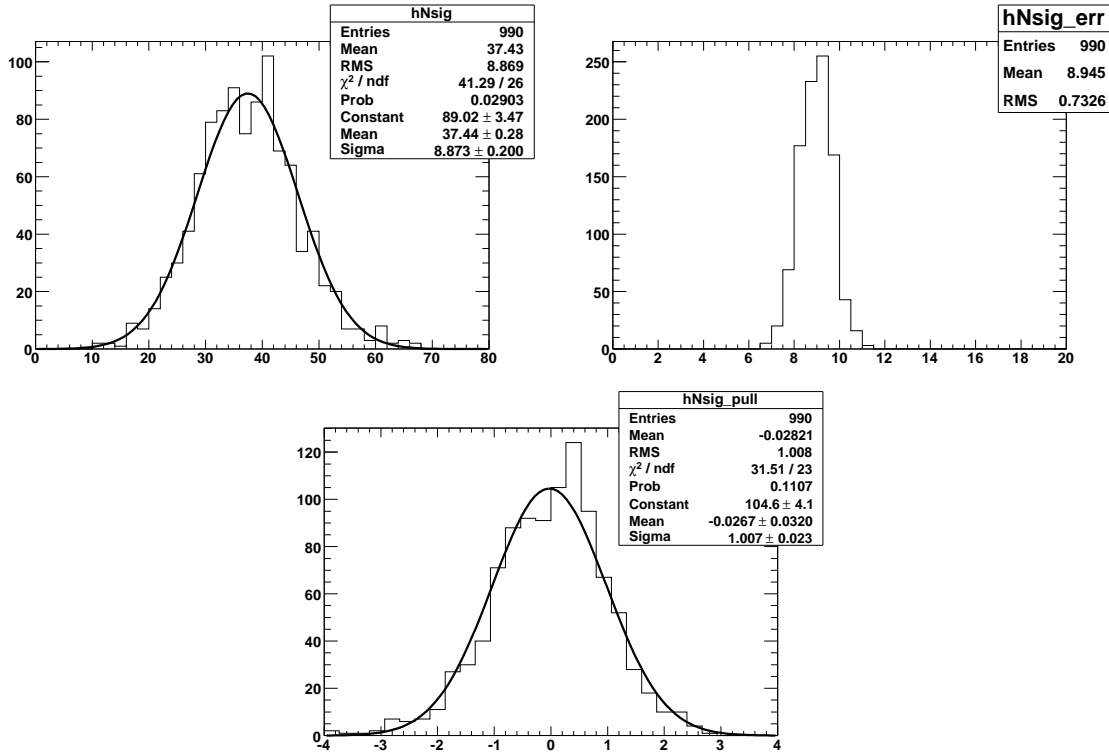 hNsig
Entries 990
Mean 37.43
RMS 8.869
χ² / ndf 41.29 / 26
Prob 0.02903
Constant 89.02 ± 3.47
Mean 37.44 ± 0.28
Sigma 8.873 ± 0.200
100
80
60
40
20
0
0 10 20 30 40 50 60 70 80
hNsig_err
Entries 990
Mean 8.945
RMS 0.7326
250
200
150
100
50
0
0 2 4 6 8 10 12 14 16 18 20
hNsig_pull
Entries 990
Mean -0.02821
RMS 1.008
χ² / ndf 31.51 / 23
Prob 0.1107
Constant 104.6 ± 4.1
Mean -0.0267 ± 0.0320
Sigma 1.007 ± 0.023
120
100
80
60
40
20
0
-4 -3 -2 -1 0 1 2 3 4